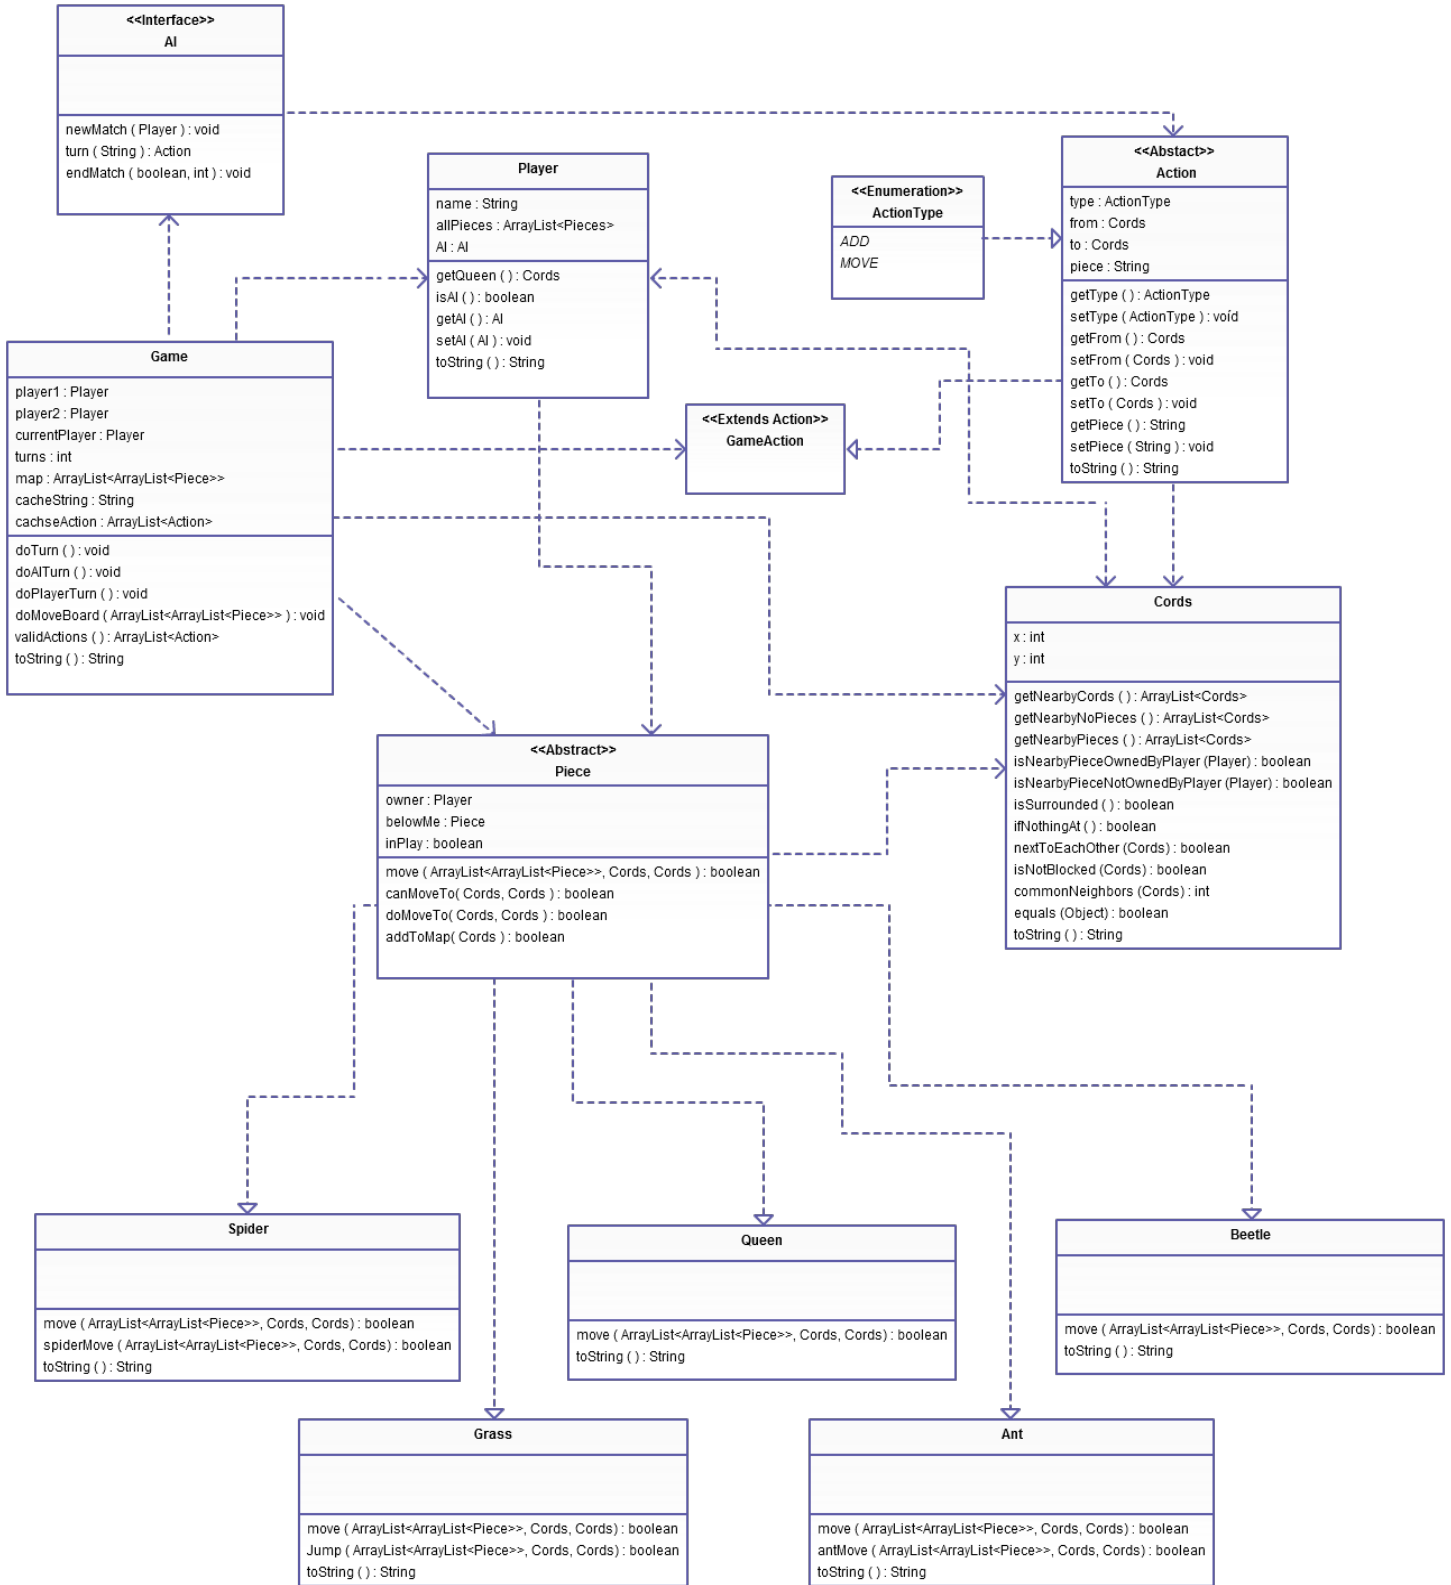 <<Interface>>
AI
newMatch ( Player ) : void
turn ( String ) : Action
endMatch ( boolean, int ) : void
Player
name : String
allPieces : ArrayList<Pieces>
AI : AI
getQueen ( ) : Cords
isAI ( ) : boolean
getAI ( ) : AI
setAI ( AI ) : void
toString ( ) : String
<<Enumeration>>
ActionType
ADD
MOVE
<<Abstact>>
Action
type : ActionType
from : Cords
to : Cords
piece : String
getType ( ) : ActionType
setType ( ActionType ) : voíd
getFrom ( ) : Cords
setFrom ( Cords ) : void
getTo ( ) : Cords
setTo ( Cords ) : void
getPiece ( ) : String
setPiece ( String ) : void
toString ( ) : String
Game
player1 : Player
player2 : Player
currentPlayer : Player
turns : int
map : ArrayList<ArrayList<Piece>>
cacheString : String
cachseAction : ArrayList<Action>
doTurn ( ) : void
doAITurn ( ) : void
doPlayerTurn ( ) : void
doMoveBoard ( ArrayList<ArrayList<Piece>> ) : void
validActions ( ) : ArrayList<Action>
toString ( ) : String
<<Extends Action>>
GameAction
Cords
x : int
y : int
getNearbyCords ( ) : ArrayList<Cords>
getNearbyNoPieces ( ) : ArrayList<Cords>
getNearbyPieces ( ) : ArrayList<Cords>
isNearbyPieceOwnedByPlayer (Player) : boolean
isNearbyPieceNotOwnedByPlayer (Player) : boolean
isSurrounded ( ) : boolean
ifNothingAt ( ) : boolean
nextToEachOther (Cords) : boolean
isNotBlocked (Cords) : boolean
commonNeighbors (Cords) : int
equals (Object) : boolean
toString ( ) : String
<<Abstract>>
Piece
owner : Player
belowMe : Piece
inPlay : boolean
move ( ArrayList<ArrayList<Piece>>, Cords, Cords ) : boolean
canMoveTo( Cords, Cords ) : boolean
doMoveTo( Cords, Cords ) : boolean
addToMap( Cords ) : boolean
Spider
move ( ArrayList<ArrayList<Piece>>, Cords, Cords) : boolean
spiderMove ( ArrayList<ArrayList<Piece>>, Cords, Cords) : boolean
toString ( ) : String
Queen
move ( ArrayList<ArrayList<Piece>>, Cords, Cords) : boolean
toString ( ) : String
Beetle
move ( ArrayList<ArrayList<Piece>>, Cords, Cords) : boolean
toString ( ) : String
Grass
move ( ArrayList<ArrayList<Piece>>, Cords, Cords) : boolean
Jump ( ArrayList<ArrayList<Piece>>, Cords, Cords) : boolean
toString ( ) : String
Ant
move ( ArrayList<ArrayList<Piece>>, Cords, Cords) : boolean
antMove ( ArrayList<ArrayList<Piece>>, Cords, Cords) : boolean
toString ( ) : String